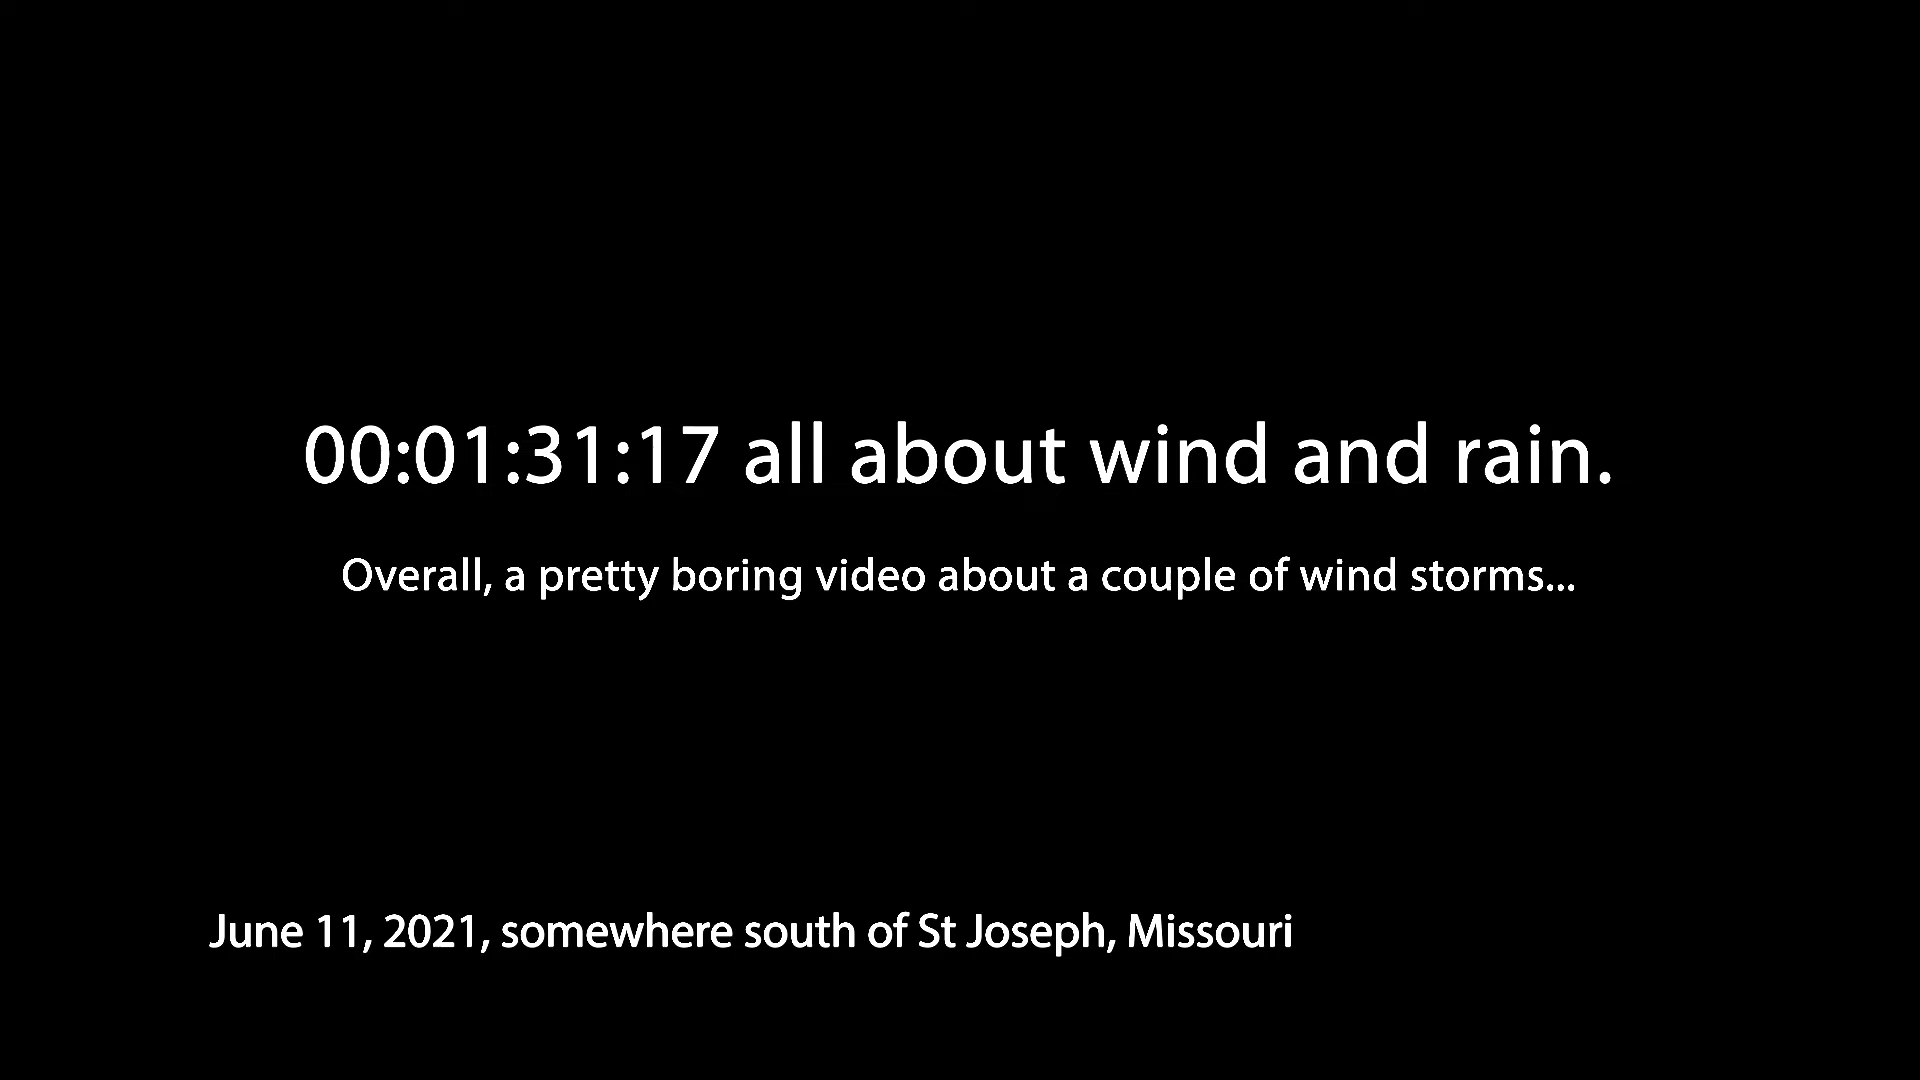 00:01:31:17 all about wind and rain.
Overall, a pretty boring video about a couple of wind storms...
June 11, 2021, somewhere south of St Joseph, Missouri